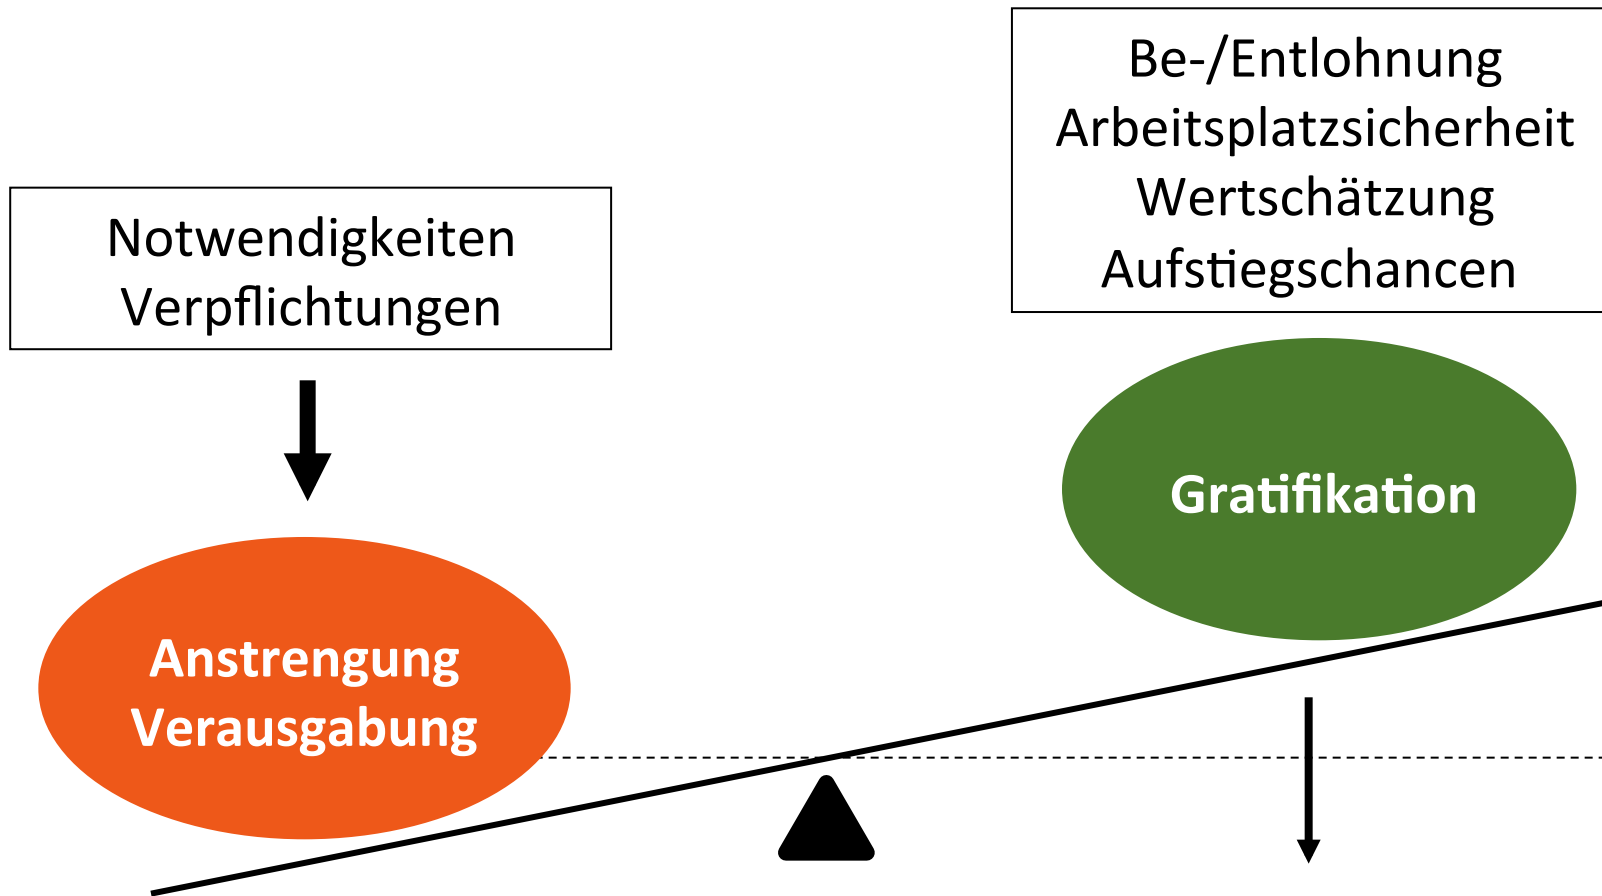 Be-/Entlohnung
Arbeitsplatzsicherheit
Wertschätzung
Aufstiegschancen
Notwendigkeiten
Verpflichtungen
Gratifikation
Anstrengung
Verausgabung